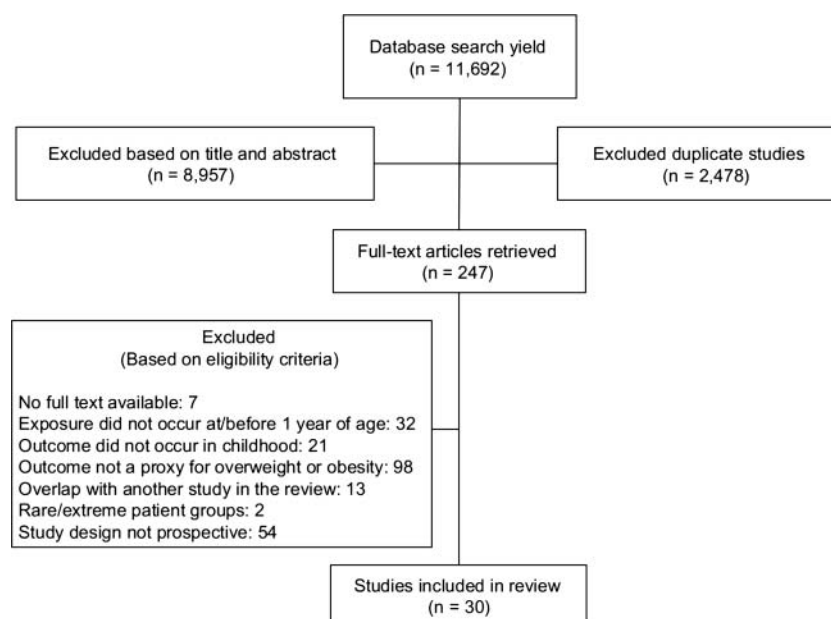 Database search yield
(n = 11,692)
Excluded based on title and abstract
(n = 8,957)
Excluded duplicate studies
(n = 2,478)
Full-text articles retrieved
(n = 247)
Excluded
(Based on eligibility criteria)
No full text available: 7
Exposure did not occur at/before 1 year of age: 32
Outcome did not occur in childhood: 21
Outcome not a proxy for overweight or obesity: 98
Overlap with another study in the review: 13
Rare/extreme patient groups: 2
Study design not prospective: 54
Studies included in review
(n = 30)